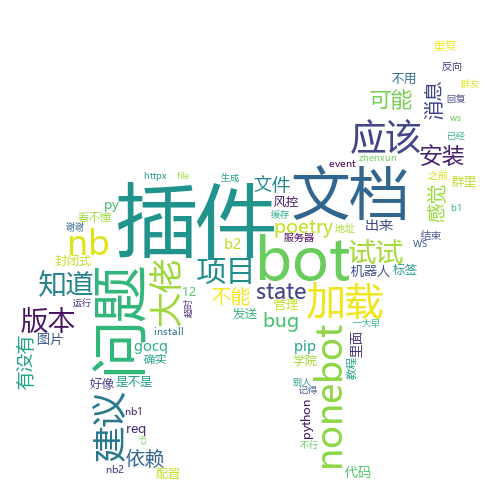 重复
反向
不用
群友
可能
消息
回复
ws
应该
已经
安装
zhenxun
httpx
file
生成
event
之前
插件
文件
文档
感觉
群里
b1
风控
py
看不懂
谢谢
缓存
poetry
地址
出来
nb
b2
服务器
bot
试试
ws
结束
封闭式
知道
问题
大佬
项目
机器人
标签
12
不能
state
加载
管理
运行
版本
gocq
发送
bug
install
nonebot
一大早
有没有
图片
确实
pip
里面
学院
教程
好像
是不是
别人
记得
建议
nb1
req
python
cli
依赖
不行
nb2
配置
代码